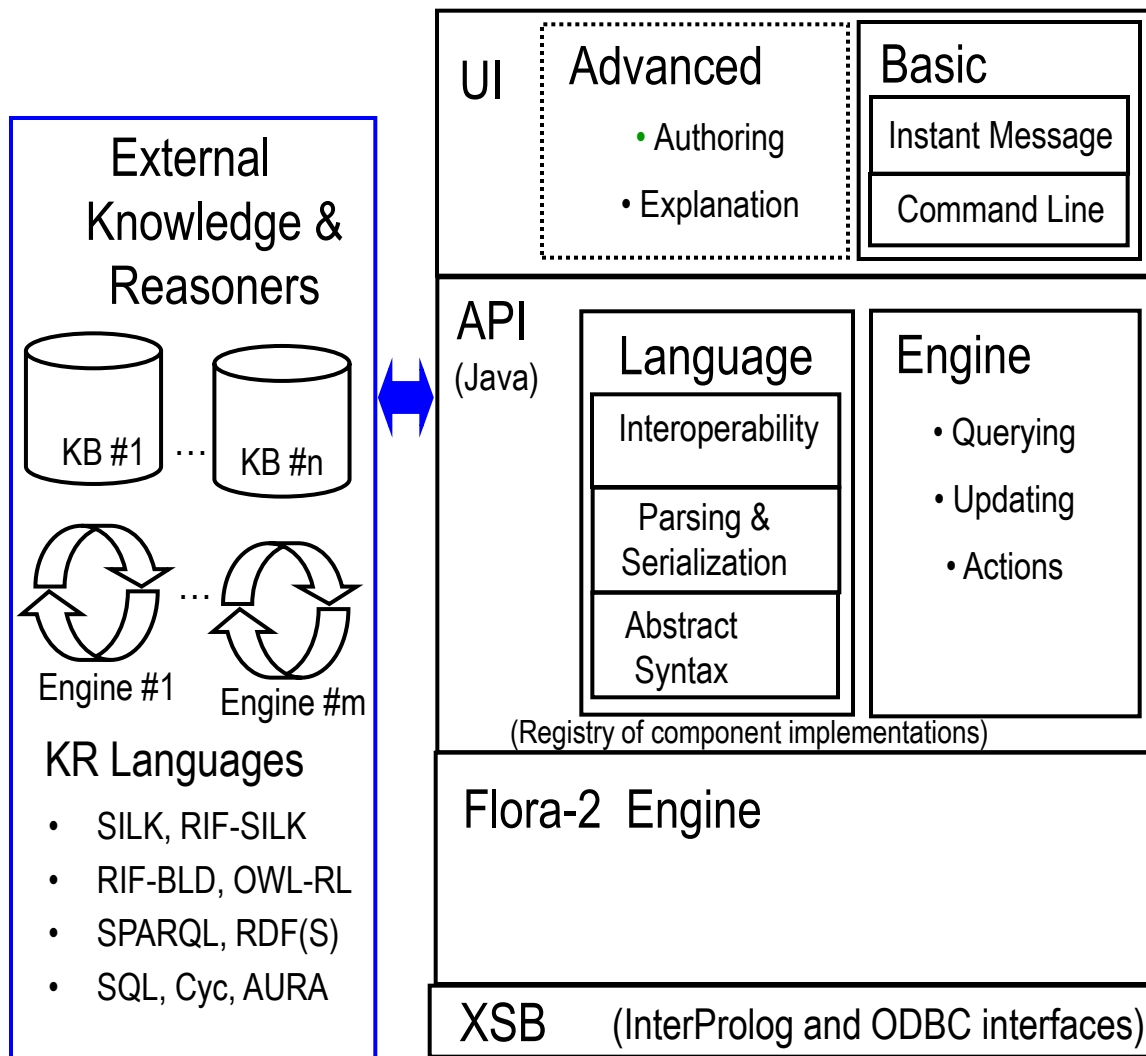 External
Knowledge &
Reasoners
KB #1
…
KB #n
…
Engine #1
Engine #m
KR Languages
• SILK, RIF-SILK
• RIF-BLD, OWL-RL
• SPARQL, RDF(S)
• SQL, Cyc, AURA
UI
Advanced
• Authoring
• Explanation
Basic
Instant Message
Command Line
API
(Java)
Language
Interoperability
Parsing &
Serialization
Abstract
Syntax
Engine
• Querying
• Updating
• Actions
(Registry of component implementations)
Flora-2 Engine
XSB (InterProlog and ODBC interfaces)